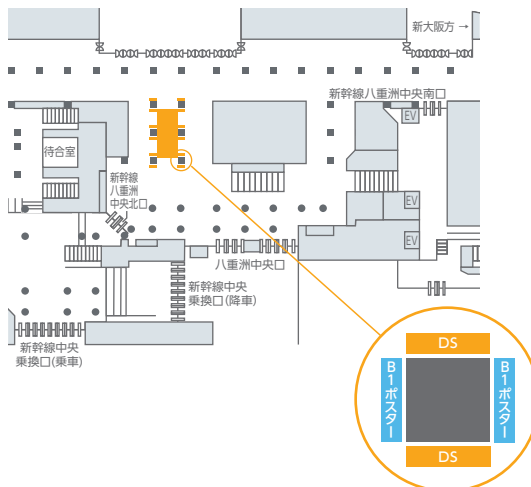 新大阪方 →
新幹線八重洲中央南口
EV
待合室
新幹線
八重洲
中央北口
EV
EV
八重洲中央口
新幹線中央
乗換口(降車)
新幹線中央
乗換口(乗車)
DS
B1ポスター
B1ポスター
DS